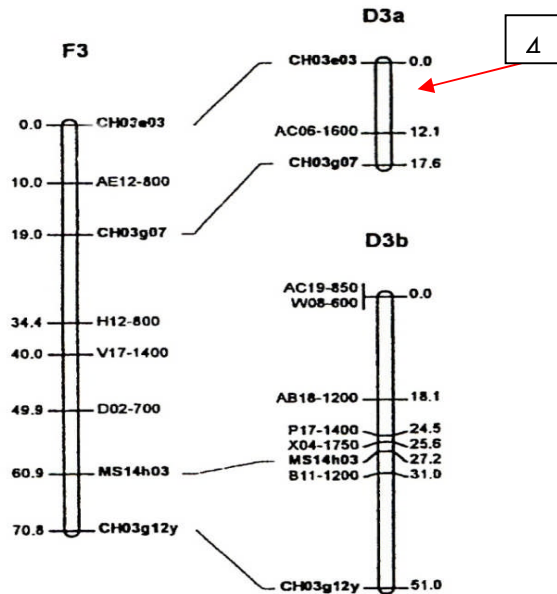 F3
0.0 CH03e03
10.0 AE12-800
19.0 CH03g07
34.4 H12-800
40.0 V17-1400
49.9 D02-700
60.9 MS14h03
70.8 CH03g12y
D3a
CH03e03 0.0
AC06-1600 12.1
CH03g07 17.6
D3b
AC19-850 0.0
W08-600
AB18-1200 18.1
P17-1400 24.5
X04-1750 25.6
MS14h03 27.2
B11-1200 31.0
CH03g12y 51.0